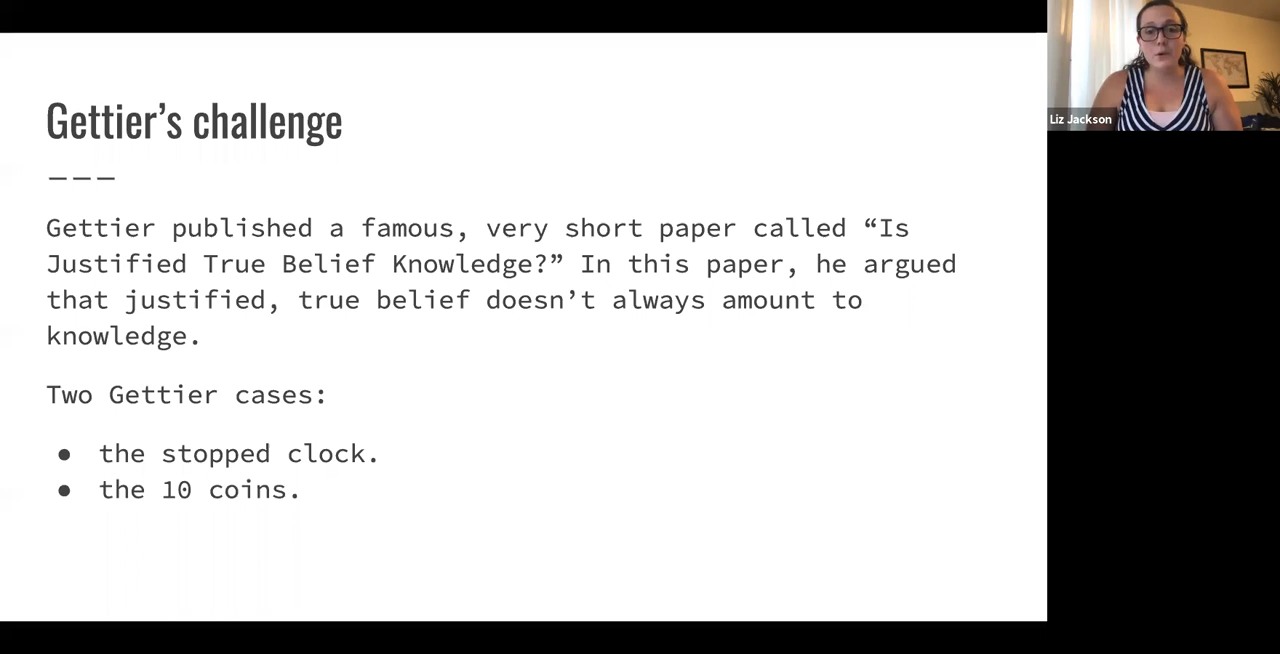 Gettier’s challenge
Gettier published a famous, very short paper called “Is
Justified True Belief Knowledge?” In this paper, he argued
that justified, true belief doesn’t always amount to
knowledge.
Two Gettier cases:
● the stopped clock.
● the 10 coins.
Liz Jackson